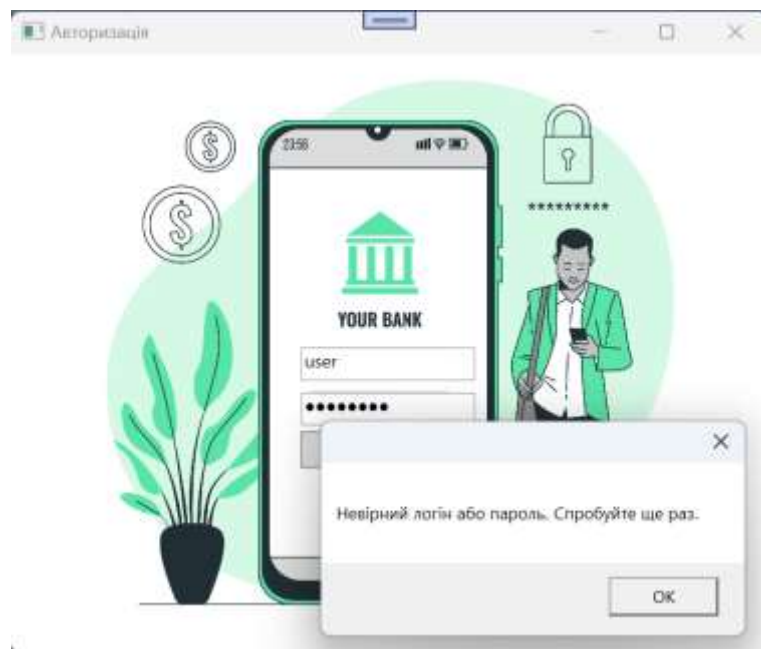 Авторизація
23:56
*********
YOUR BANK
user
Невірний логін або пароль. Спробуйте ще раз.
OK